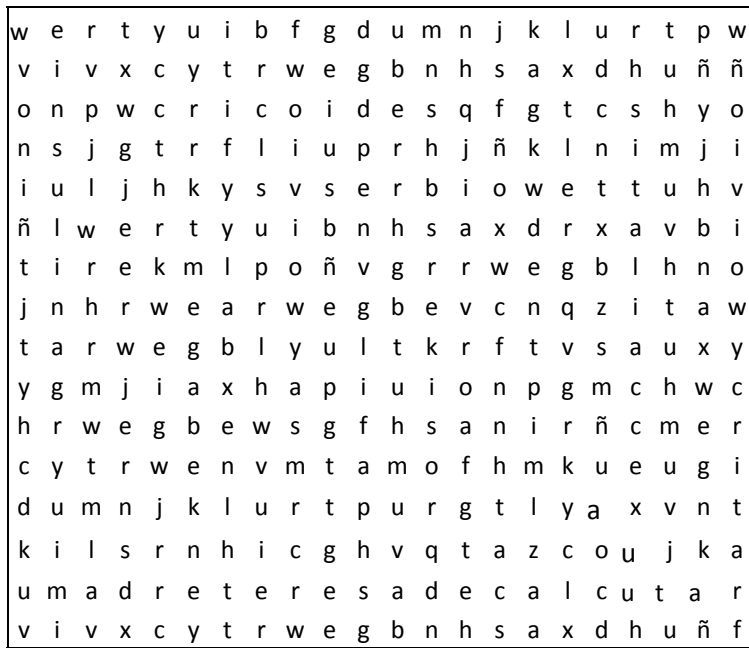 w e r t y u i b f g d u m n j k l u r t p w
v i v x c y t r w e g b n h s a x d h u ñ ñ
o n p w c r i c o i d e s q f g t c s h y o
n s j g t r f l i u p r h j ñ k l n i m j i
i u l j h k y s v s e r b i o w e t t u h v
ñ l w e r t y u i b n h s a x d r x a v b i
t i r e k m l p o ñ v g r r w e g b l h n o
j n h r w e a r w e g b e v c n q z i t a w
t a r w e g b l y u l t k r f t v s a u x y
y g m j i a x h a p i u i o n p g m c h w c
h r w e g b e w s g f h s a n i r ñ c m e r
c y t r w e n v m t a m o f h m k u e u g i
d u m n j k l u r t p u r g t l y a x v n t
k i l s r n h i c g h v q t a z c o u j k a
u m a d r e t e r e s a d e c a l c u t a r
v i v x c y t r w e g b n h s a x d h u ñ f